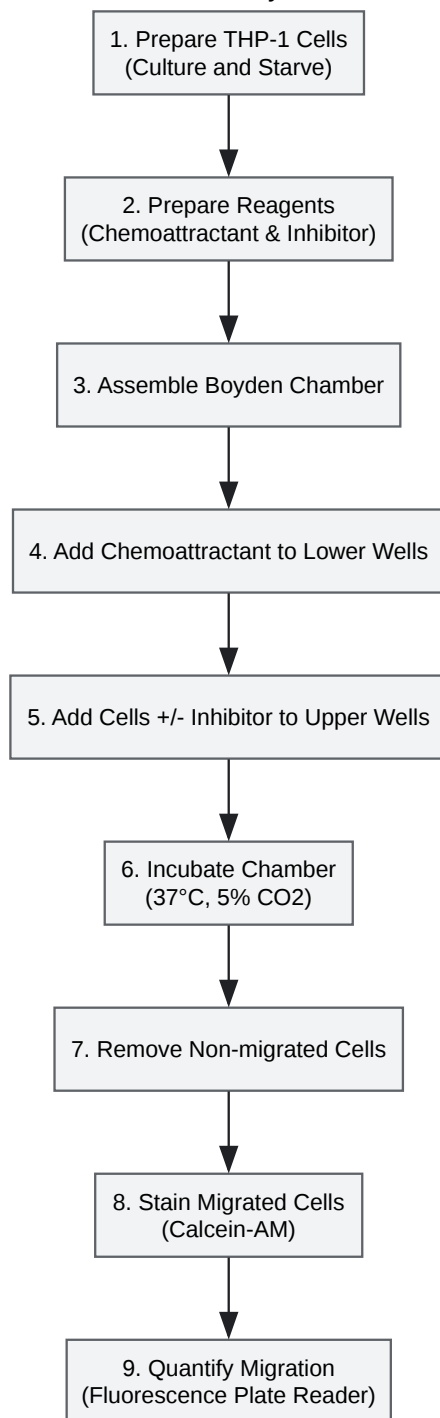 1. Prepare THP-1 Cells
(Culture and Starve)
2. Prepare Reagents
(Chemoattractant & Inhibitor)
3. Assemble Boyden Chamber
4. Add Chemoattractant to Lower Wells
5. Add Cells +/- Inhibitor to Upper Wells
6. Incubate Chamber
(37°C, 5% CO2)
7. Remove Non-migrated Cells
8. Stain Migrated Cells
(Calcein-AM)
9. Quantify Migration
(Fluorescence Plate Reader)